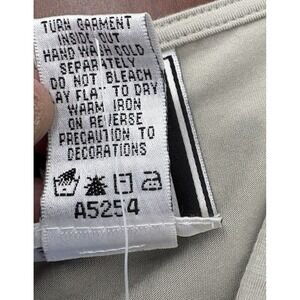 TURN GARMENT
INSIDE OUT
HAND WASH COLD
SEPARATELY
DO NOT BLEACH
AY FLAT TO DRY
WARM IRON
ON REVERSE
PRECAUTION TO
DECORATIONS
A5254